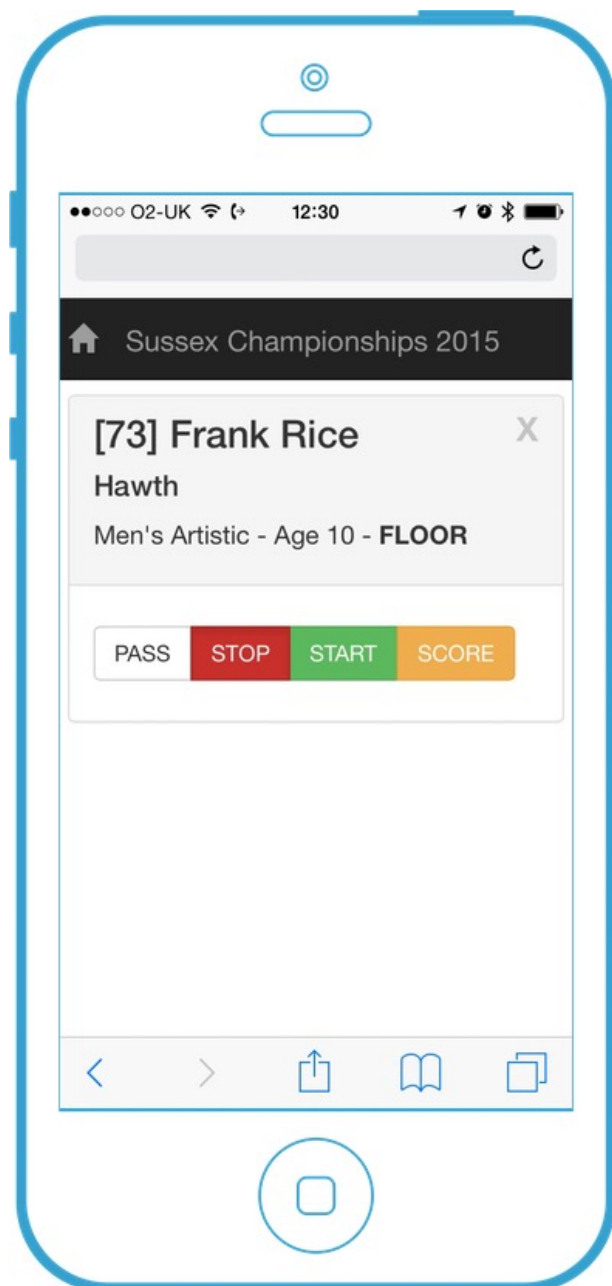 O2-UK 12:30
Sussex Championships 2015
[73] Frank Rice
X
Hawth
Men's Artistic - Age 10 - FLOOR
PASS STOP START SCORE